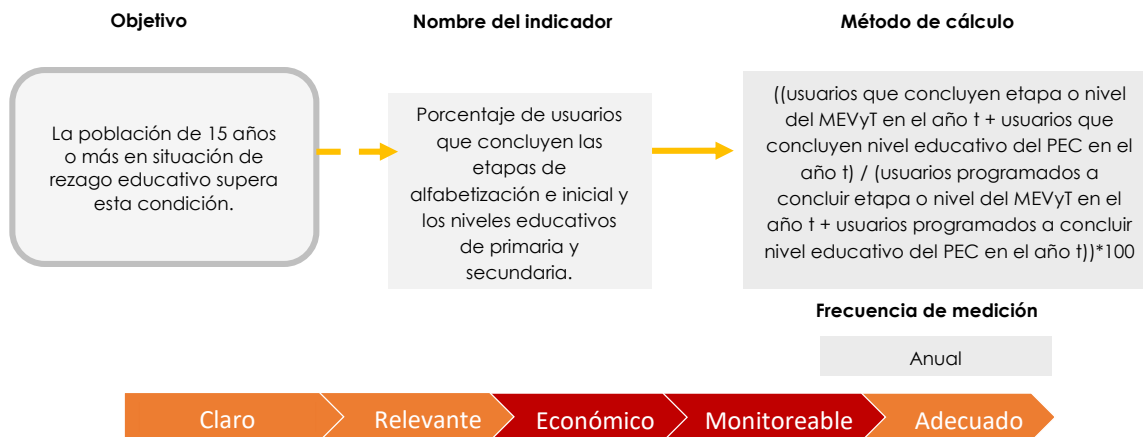 Objetivo
La población de 15 años
o más en situación de
rezago educativo supera
esta condición.
Nombre del indicador
Porcentaje de usuarios
que concluyen las
etapas de
alfabetización e inicial y
los niveles educativos
de primaria y
secundaria.
Método de cálculo
((usuarios que concluyen etapa o nivel
del MEVyT en el año t + usuarios que
concluyen nivel educativo del PEC en el
año t) / (usuarios programados a
concluir etapa o nivel del MEVyT en el
año t + usuarios programados a concluir
nivel educativo del PEC en el año t))*100
Frecuencia de medición
Anual
Claro
Relevante
Económico
Monitoreable
Adecuado